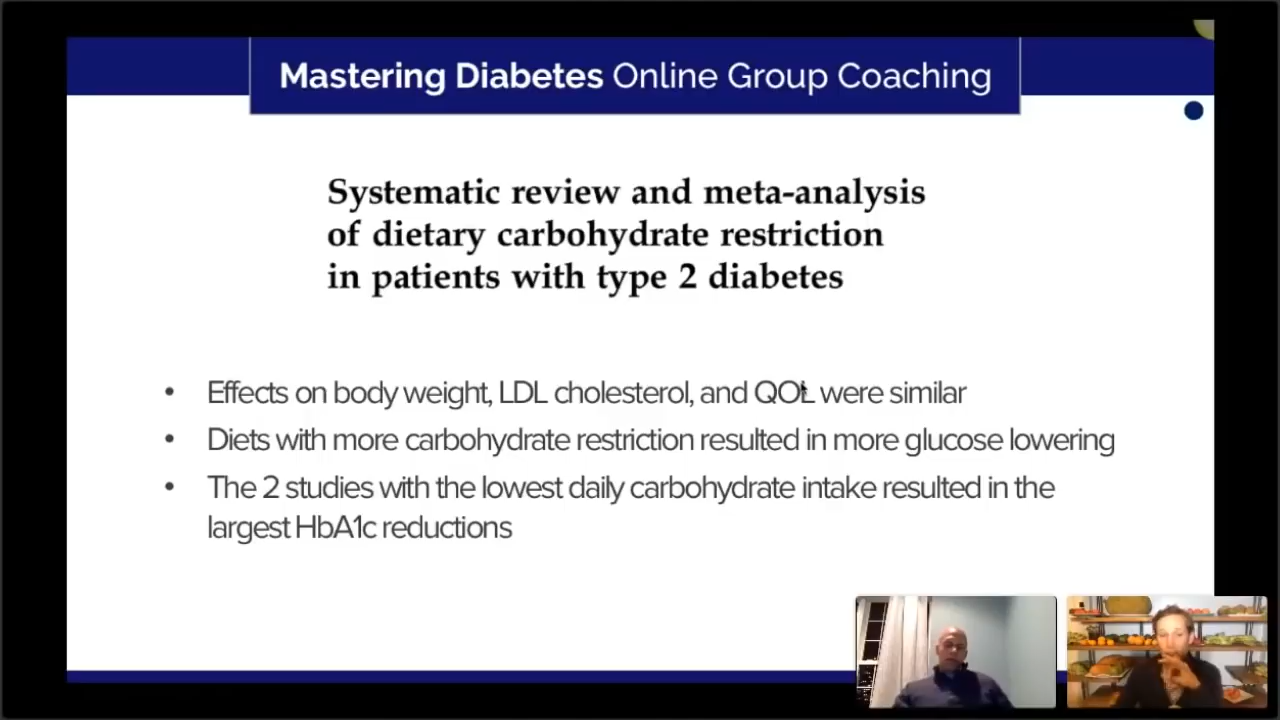 Mastering Diabetes Online Group Coaching
Systematic review and meta-analysis
of dietary carbohydrate restriction
in patients with type 2 diabetes
• Effects on body weight, LDL cholesterol, and QOL were similar
• Diets with more carbohydrate restriction resulted in more glucose lowering
• The 2 studies with the lowest daily carbohydrate intake resulted in the
largest HbA1c reductions